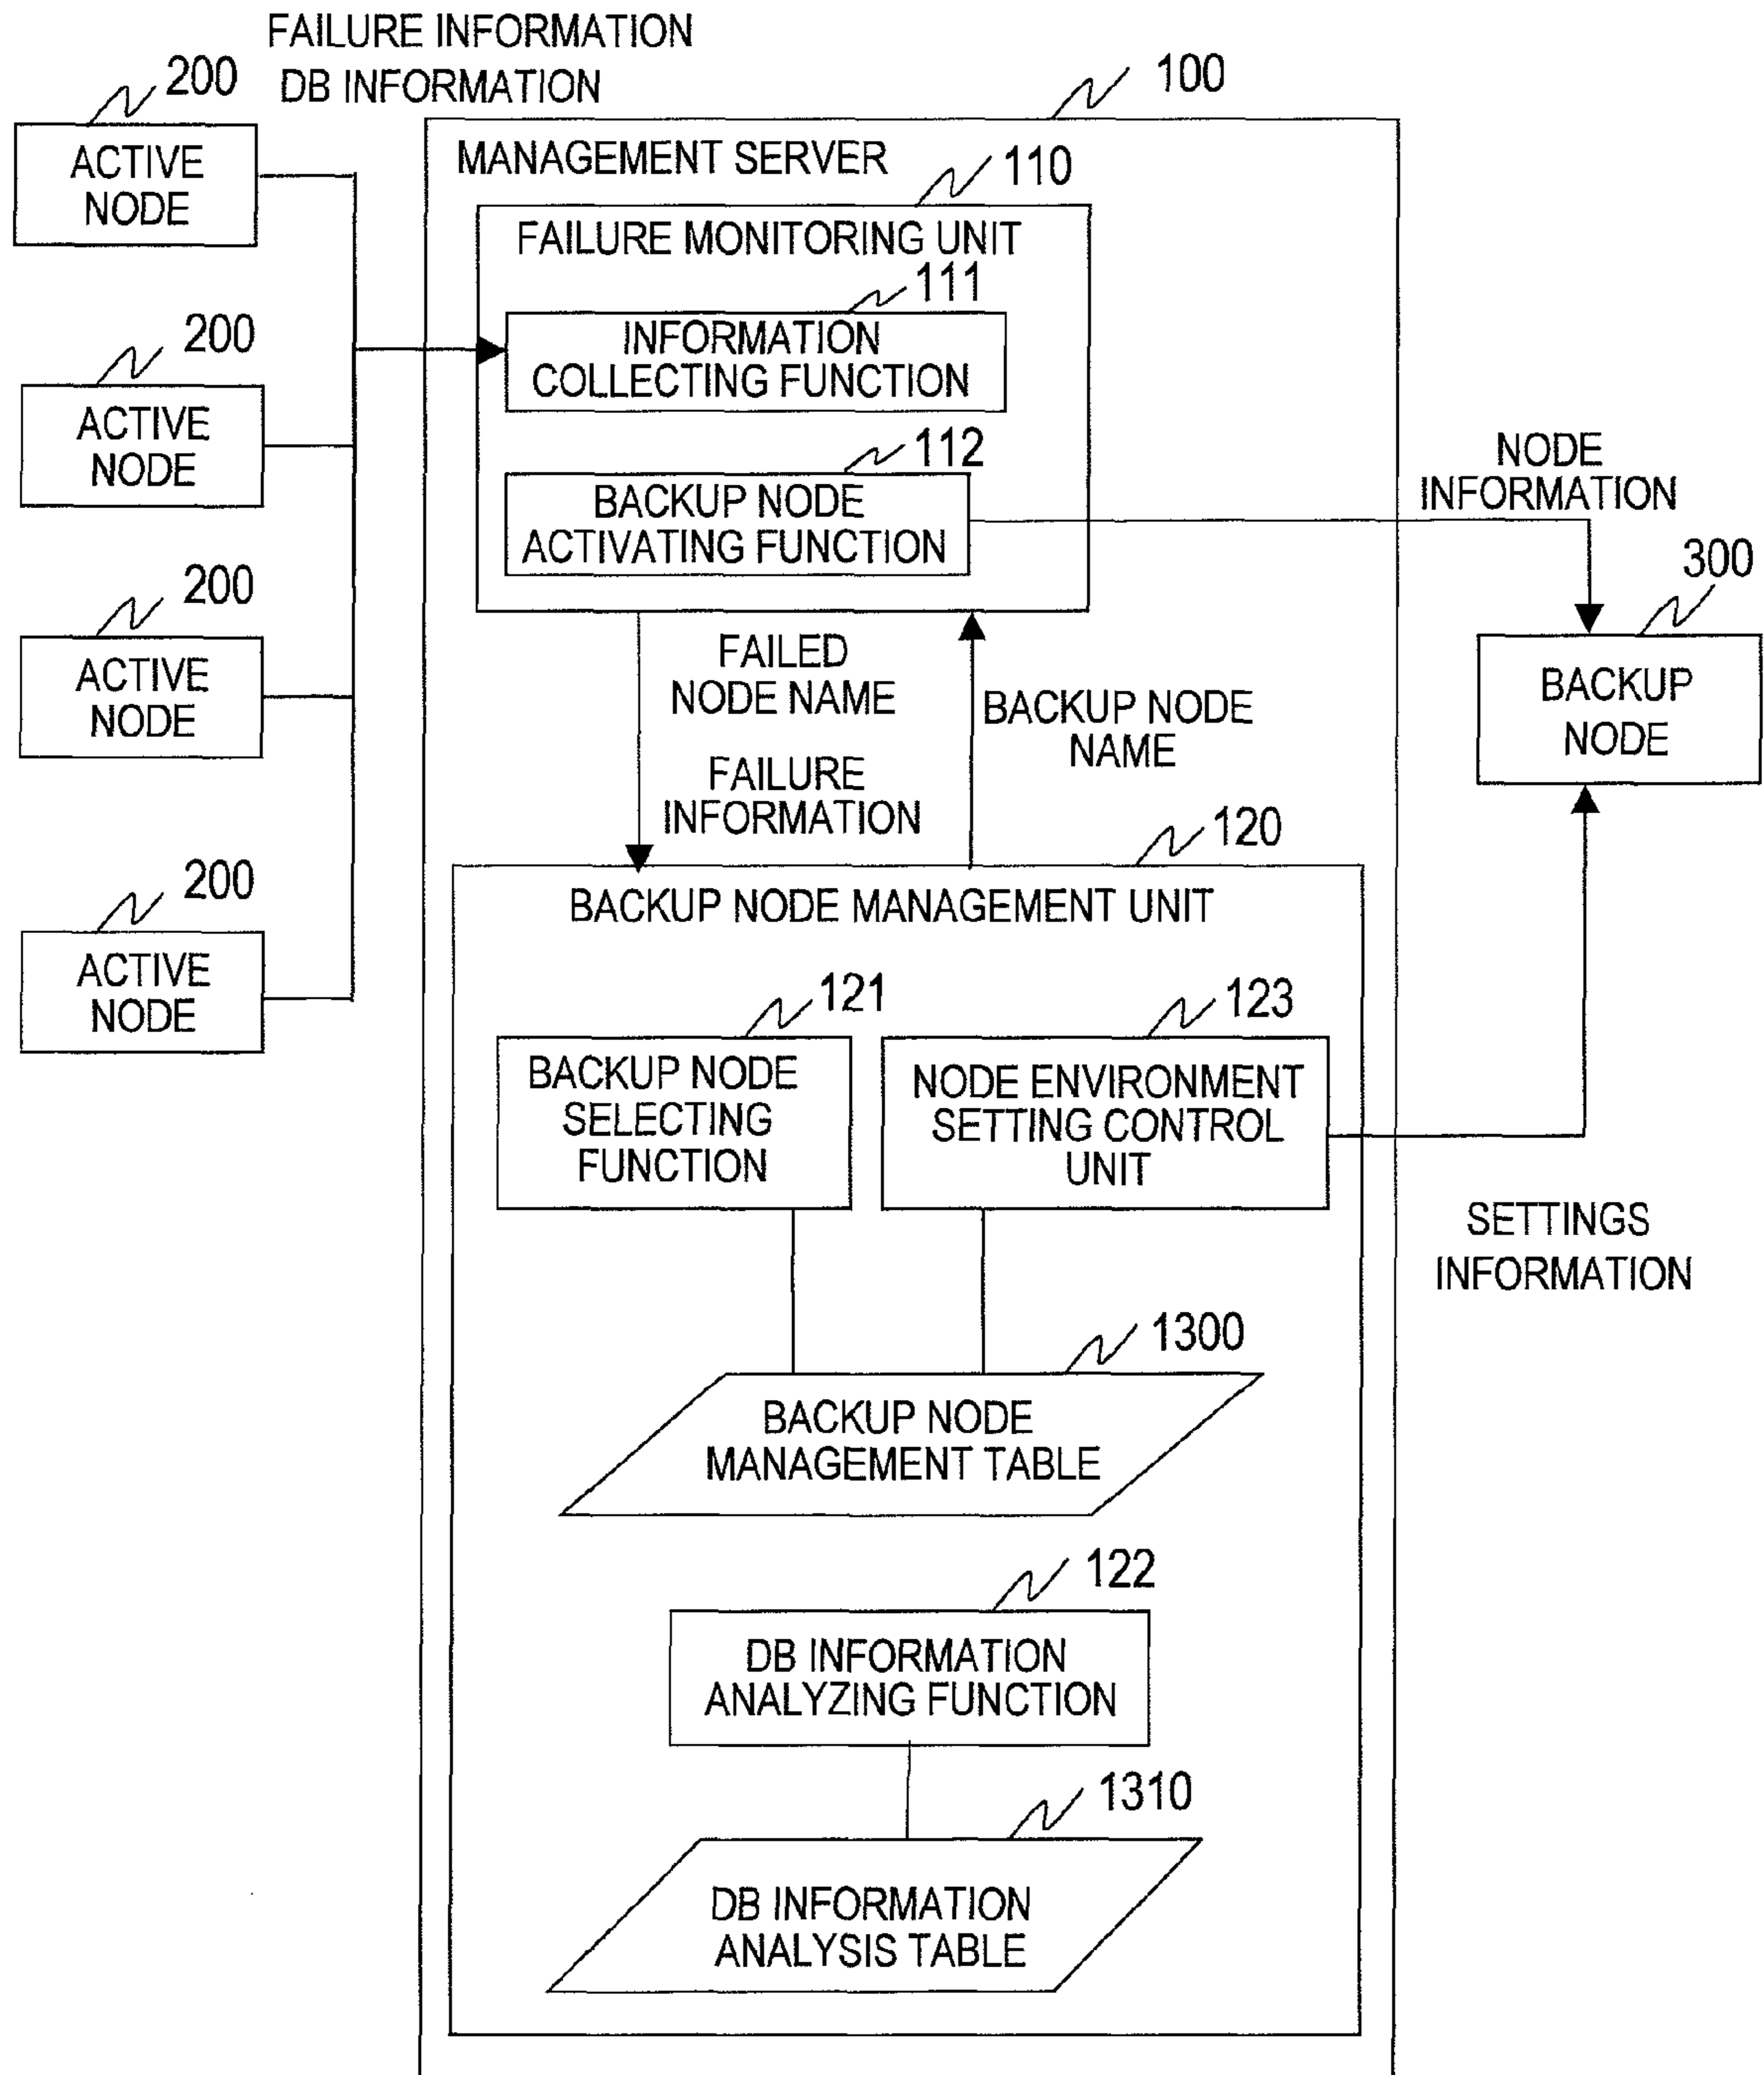 FAILURE INFORMATION
DB INFORMATION
200
100
ACTIVE
NODE
MANAGEMENT SERVER
110
FAILURE MONITORING UNIT
111
INFORMATION
COLLECTING FUNCTION
200
ACTIVE
NODE
112
BACKUP NODE
ACTIVATING FUNCTION
NODE
INFORMATION
200
ACTIVE
NODE
300
BACKUP
NODE
FAILED
NODE NAME
BACKUP NODE
NAME
FAILURE
INFORMATION
120
200
ACTIVE
NODE
BACKUP NODE MANAGEMENT UNIT
121
BACKUP NODE
SELECTING
FUNCTION
123
NODE ENVIRONMENT
SETTING CONTROL
UNIT
SETTINGS
INFORMATION
1300
BACKUP NODE
MANAGEMENT TABLE
122
DB INFORMATION
ANALYZING FUNCTION
1310
DB INFORMATION
ANALYSIS TABLE